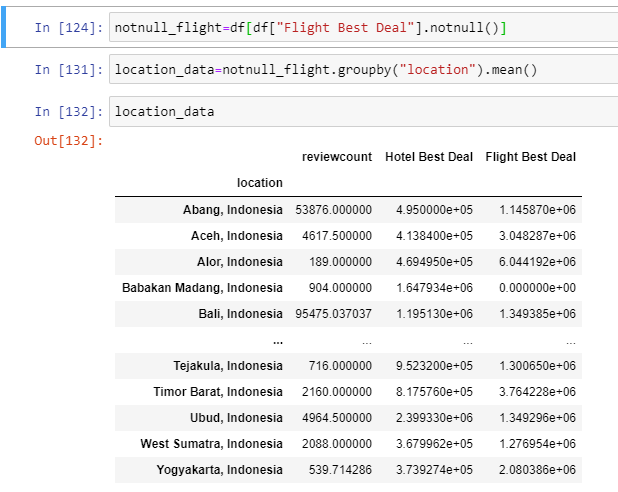 In [124]: notnull_flight=df[df["Flight Best Deal"].notnull()]
In [131]: location_data=notnull_flight.groupby("location").mean()
In [132]: location_data
Out[132]:
reviewcount Hotel Best Deal Flight Best Deal
location
Abang, Indonesia 53876.000000 4.950000e+05 1.145870e+06
Aceh, Indonesia 4617.500000 4.138400e+05 3.048287e+06
Alor, Indonesia 189.000000 4.694950e+05 6.044192e+06
Babakan Madang, Indonesia 904.000000 1.647934e+06 0.000000e+00
Bali, Indonesia 95475.037037 1.195130e+06 1.349385e+06
... ... ... ...
Tejakula, Indonesia 716.000000 9.523200e+05 1.300650e+06
Timor Barat, Indonesia 2160.000000 8.175760e+05 3.764228e+06
Ubud, Indonesia 4964.500000 2.399330e+06 1.349296e+06
West Sumatra, Indonesia 2088.000000 3.679962e+05 1.276954e+06
Yogyakarta, Indonesia 539.714286 3.739274e+05 2.080386e+06